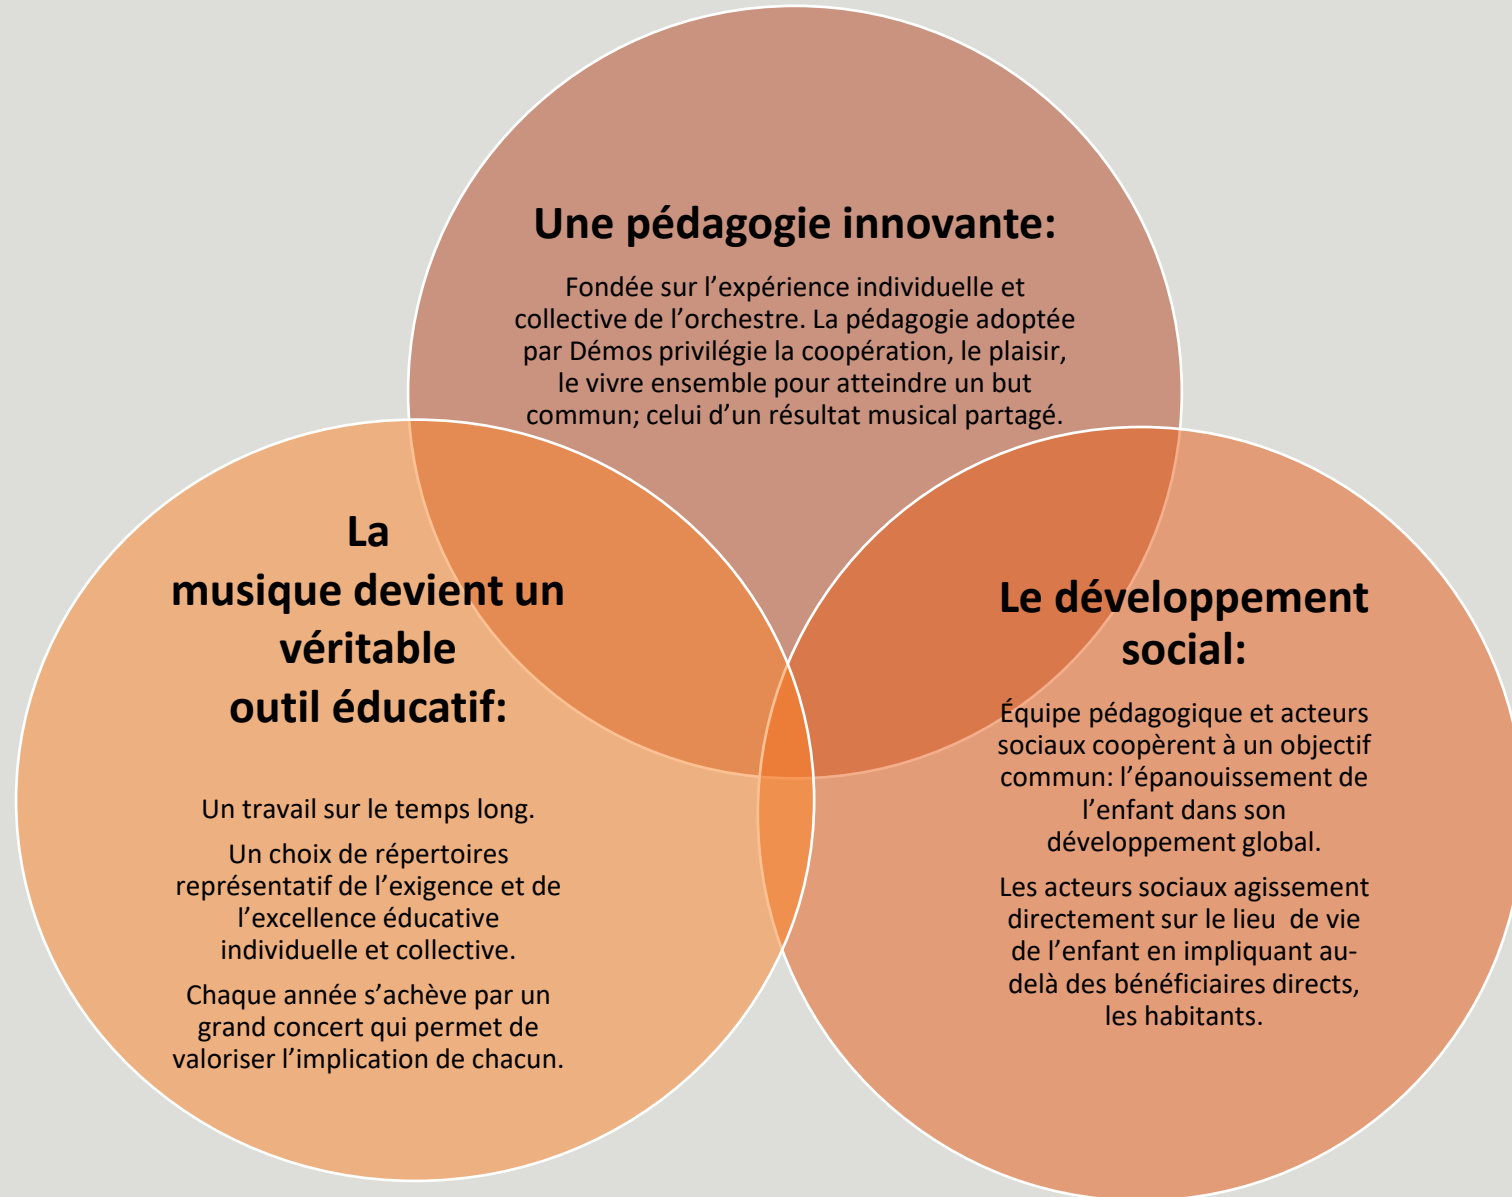 Une pédagogie innovante:
Fondée sur l’expérience individuelle et
collective de l’orchestre. La pédagogie adoptée
par Démos privilégie la coopération, le plaisir,
le vivre ensemble pour atteindre un but
commun; celui d’un résultat musical partagé.
La
musique devient un
véritable
outil éducatif:
Un travail sur le temps long.
Un choix de répertoires
représentatif de l’exigence et de
l’excellence éducative
individuelle et collective.
Chaque année s’achève par un
grand concert qui permet de
valoriser l’implication de chacun.
Le développement
social:
Équipe pédagogique et acteurs
sociaux coopèrent à un objectif
commun: l’épanouissement de
l’enfant dans son
développement global.
Les acteurs sociaux agissement
directement sur le lieu de vie
de l’enfant en impliquant au-
delà des bénéficiaires directs,
les habitants.